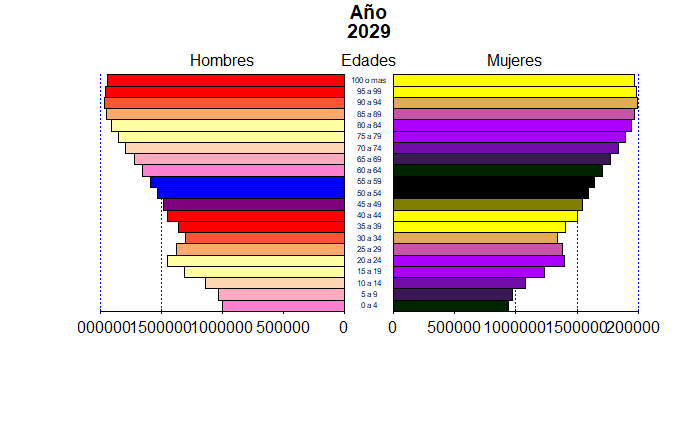 Año
2029
Hombres Edades Mujeres
100 o mas
95 a 99
90 a 94
85 a 89
80 a 84
75 a 79
70 a 74
65 a 69
60 a 64
55 a 59
50 a 54
45 a 49
40 a 44
35 a 39
30 a 34
25 a 29
20 a 24
15 a 19
10 a 14
5 a 9
0 a 4
000000 1500000 1000000 500000 0 0 500000 1000000 1500000 200000